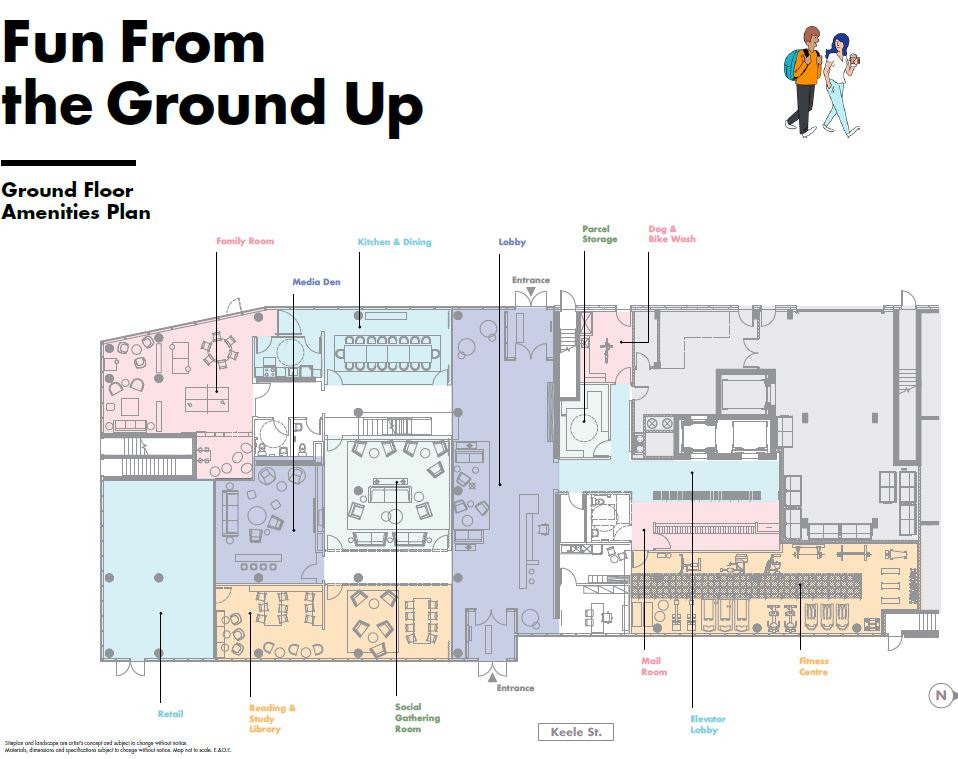 Fun From
the Ground Up
Ground Floor
Amenities Plan
Family Room
Kitchen & Dining
Lobby
Parcel
Storage
Dog &
Bike Wash
Media Den
Entrance
Mail
Room
Fitness
Centre
Entrance
Retail
Reading &
Study
Library
Social
Gathering
Room
Elevator
Lobby
Keele St.
N
Siteplan and landscape are artist's concept and subject to change without notice.
Materials, dimensions and specifications subject to change without notice. Map not to scale. E.&O.E.